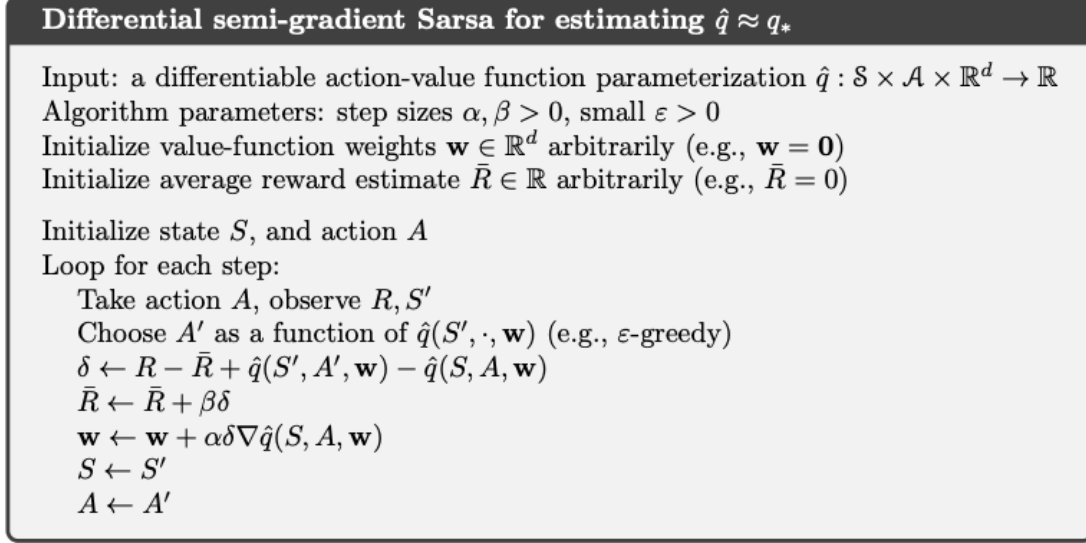 Differential semi-gradient Sarsa for estimating q̂ ≈ q∗
Input: a differentiable action-value function parameterization q̂ : 𝒮 × 𝒜 × ℝᵈ → ℝ
Algorithm parameters: step sizes α, β > 0, small ε > 0
Initialize value-function weights 𝐰 ∈ ℝᵈ arbitrarily (e.g., 𝐰 = 𝟎)
Initialize average reward estimate R̄ ∈ ℝ arbitrarily (e.g., R̄ = 0)
Initialize state S, and action A
Loop for each step:
Take action A, observe R, S′
Choose A′ as a function of q̂(S′, ·, 𝐰) (e.g., ε-greedy)
δ ← R − R̄ + q̂(S′, A′, 𝐰) − q̂(S, A, 𝐰)
R̄ ← R̄ + βδ
𝐰 ← 𝐰 + αδ∇q̂(S, A, 𝐰)
S ← S′
A ← A′